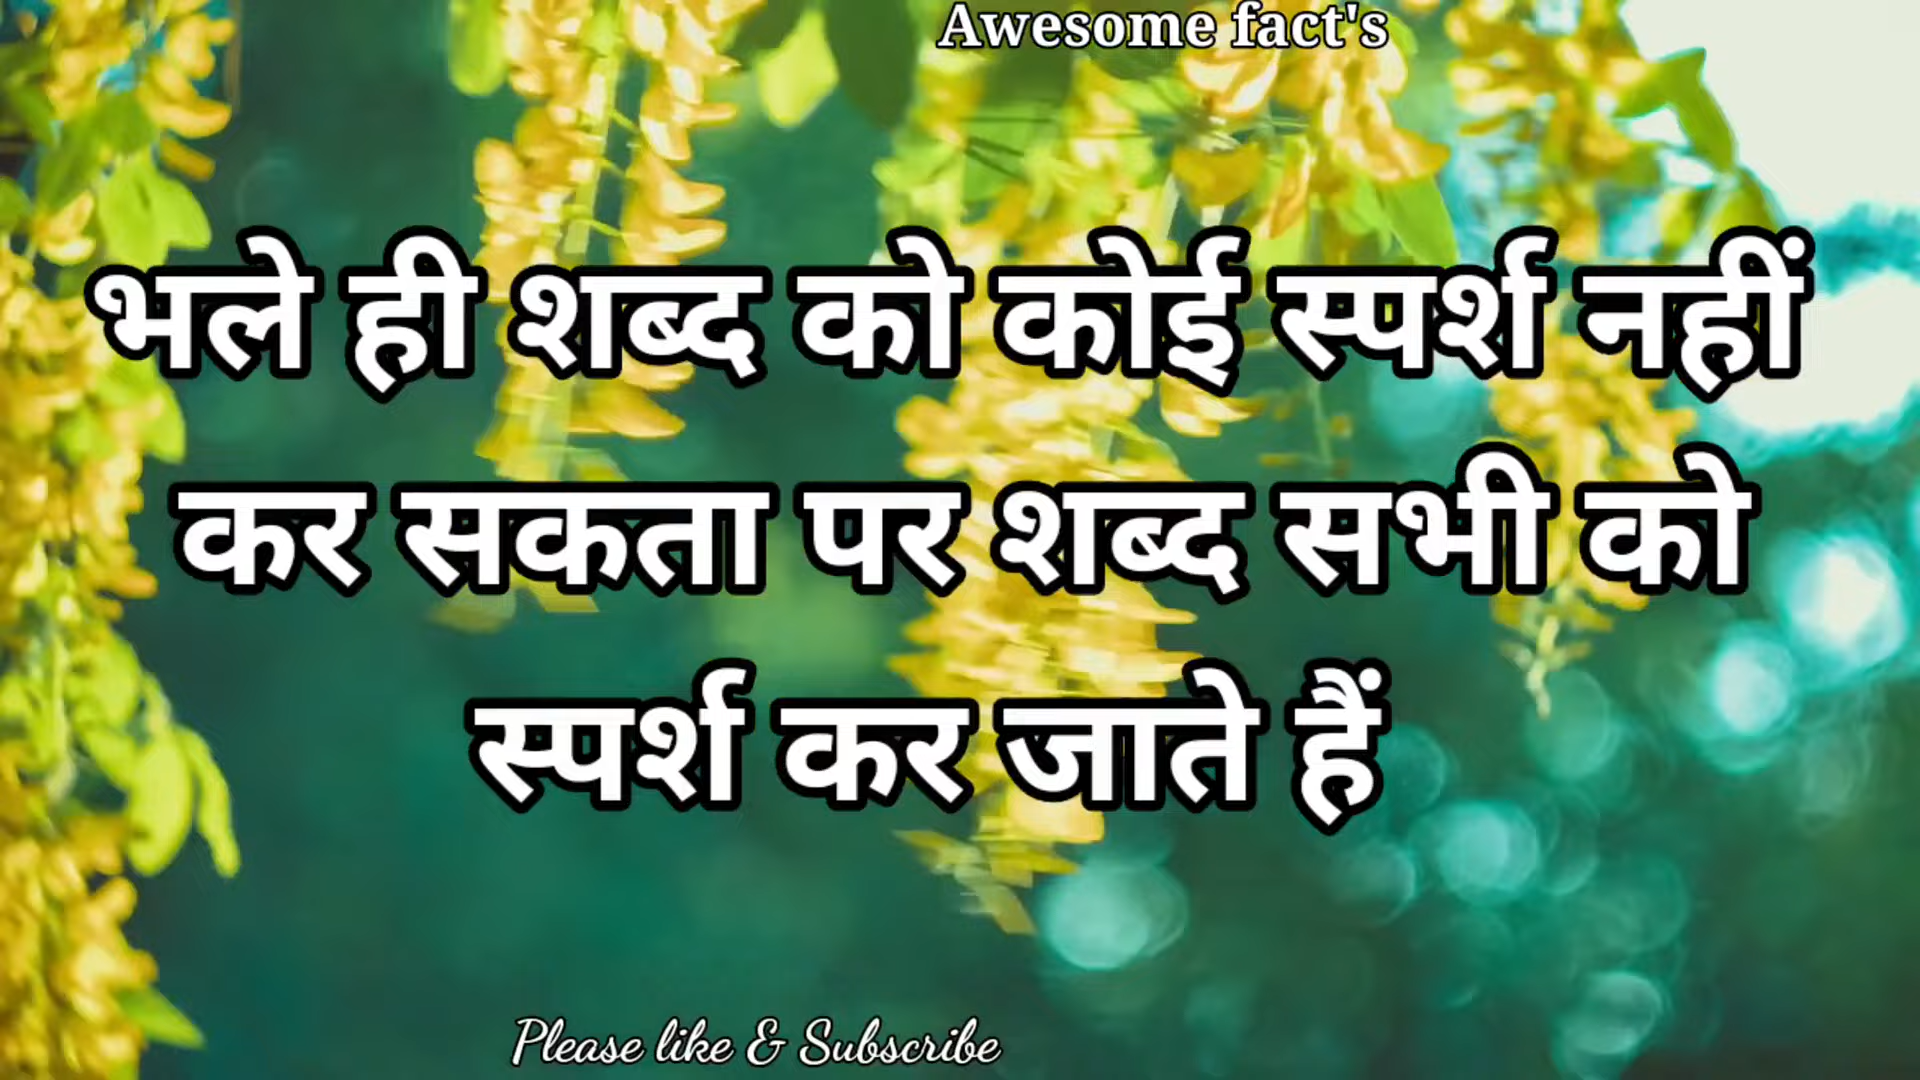 Awesome fact's
भले ही शब्द को कोई स्पर्श नहीं
कर सकता पर शब्द सभी को
स्पर्श कर जाते हैं
Please like & Subscribe